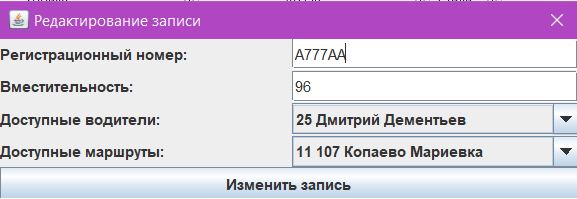 Редактирование записи
Регистрационный номер: A777AA
Вместительность: 96
Доступные водители: 25 Дмитрий Дементьев
Доступные маршруты: 11 107 Копаево Мариевка
Изменить запись